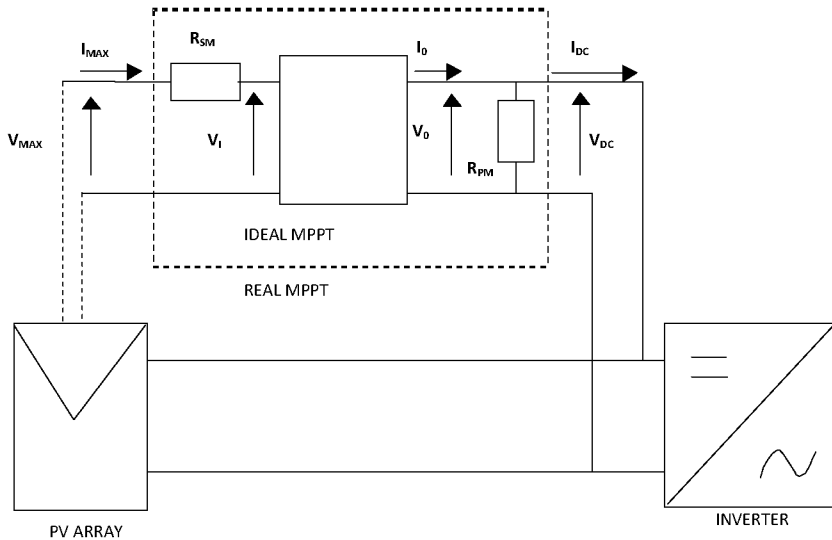 I_MAX
R_SM
I_0
I_DC
V_MAX
V_I
V_0
R_PM
V_DC
IDEAL MPPT
REAL MPPT
PV ARRAY
INVERTER